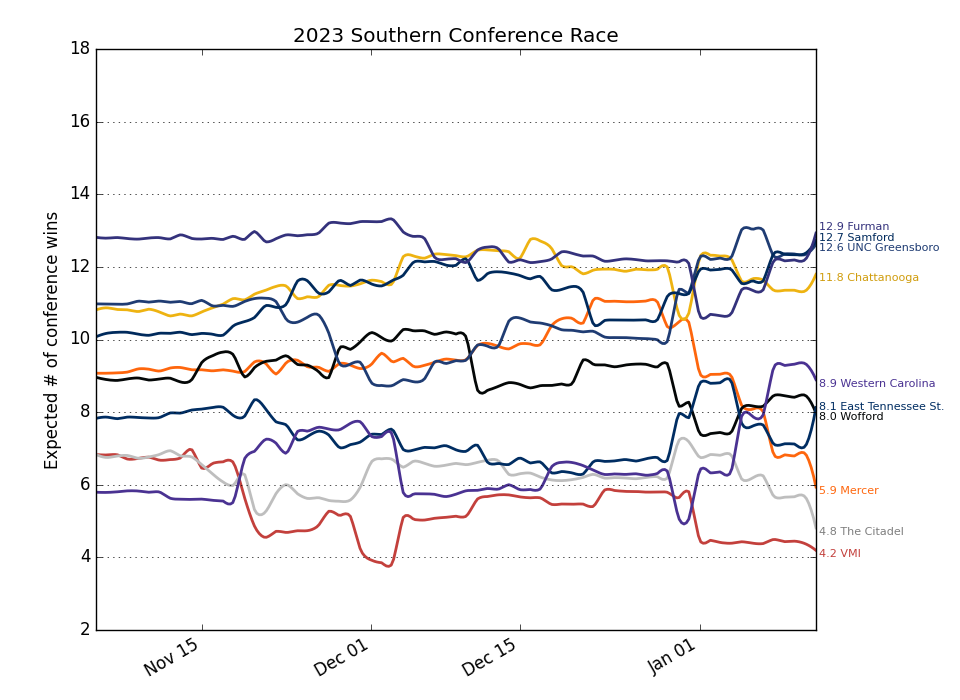 2023 Southern Conference Race
Expected # of conference wins
18
16
14
12
10
8
6
4
2
Nov 15
Dec 01
Dec 15
Jan 01
12.9 Furman
12.7 Samford
12.6 UNC Greensboro
11.8 Chattanooga
8.9 Western Carolina
8.1 East Tennessee St.
8.0 Wofford
5.9 Mercer
4.8 The Citadel
4.2 VMI